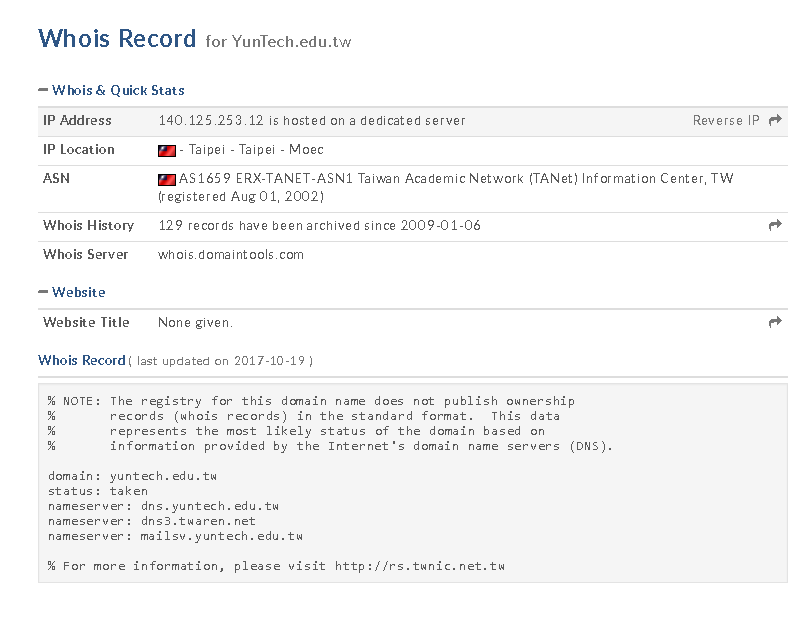 Whois Record for YunTech.edu.tw
Whois & Quick Stats
IP Address 140.125.253.12 is hosted on a dedicated server Reverse IP
IP Location - Taipei - Taipei - Moec
ASN AS1659 ERX-TANET-ASN1 Taiwan Academic Network (TANet) Information Center, TW
(registered Aug 01, 2002)
Whois History 129 records have been archived since 2009-01-06
Whois Server whois.domaintools.com
Website
Website Title None given.
Whois Record ( last updated on 2017-10-19 )
% NOTE: The registry for this domain name does not publish ownership
%       records (whois records) in the standard format.  This data
%       represents the most likely status of the domain based on
%       information provided by the Internet's domain name servers (DNS).
domain: yuntech.edu.tw
status: taken
nameserver: dns.yuntech.edu.tw
nameserver: dns3.twaren.net
nameserver: mailsv.yuntech.edu.tw
% For more information, please visit http://rs.twnic.net.tw